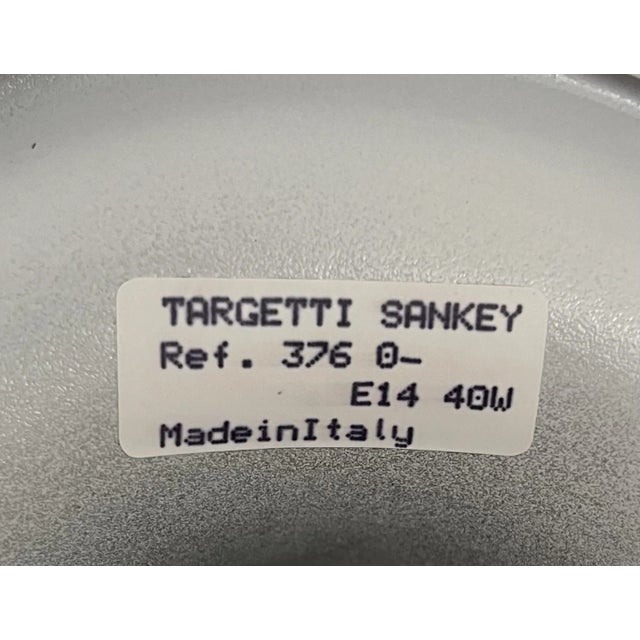 TARGETTI SANKEY
Ref. 376 0-
E14 40W
MadeinItaly